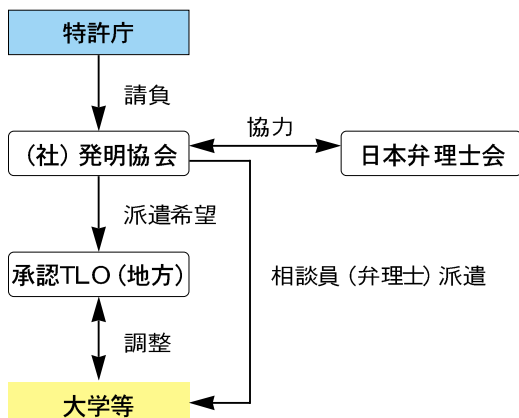 特許庁
請負
(社)発明協会
協力
日本弁理士会
派遣希望
承認TLO(地方)
相談員(弁理士)派遣
調整
大学等